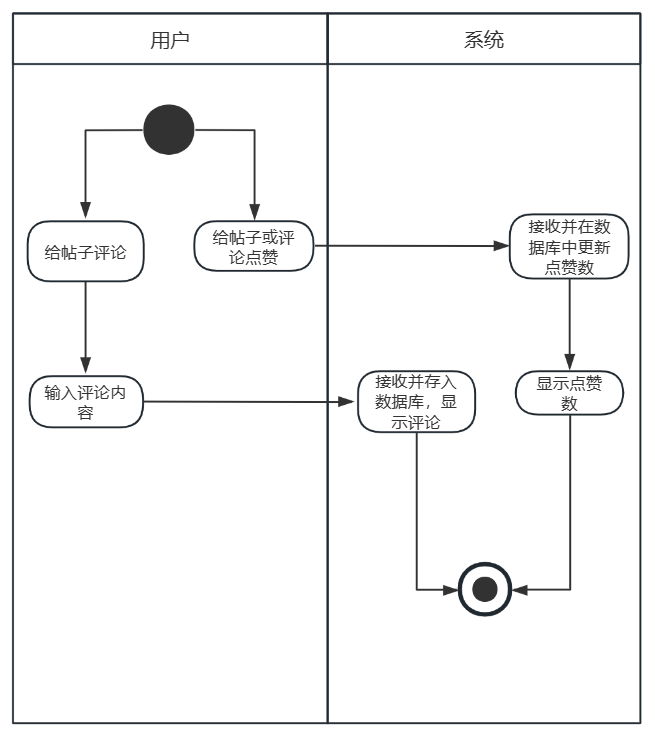 用户
系统
给帖子评论
给帖子或评
论点赞
接收并在数
据库中更新
点赞数
输入评论内
容
接收并存入
数据库，显
示评论
显示点赞
数